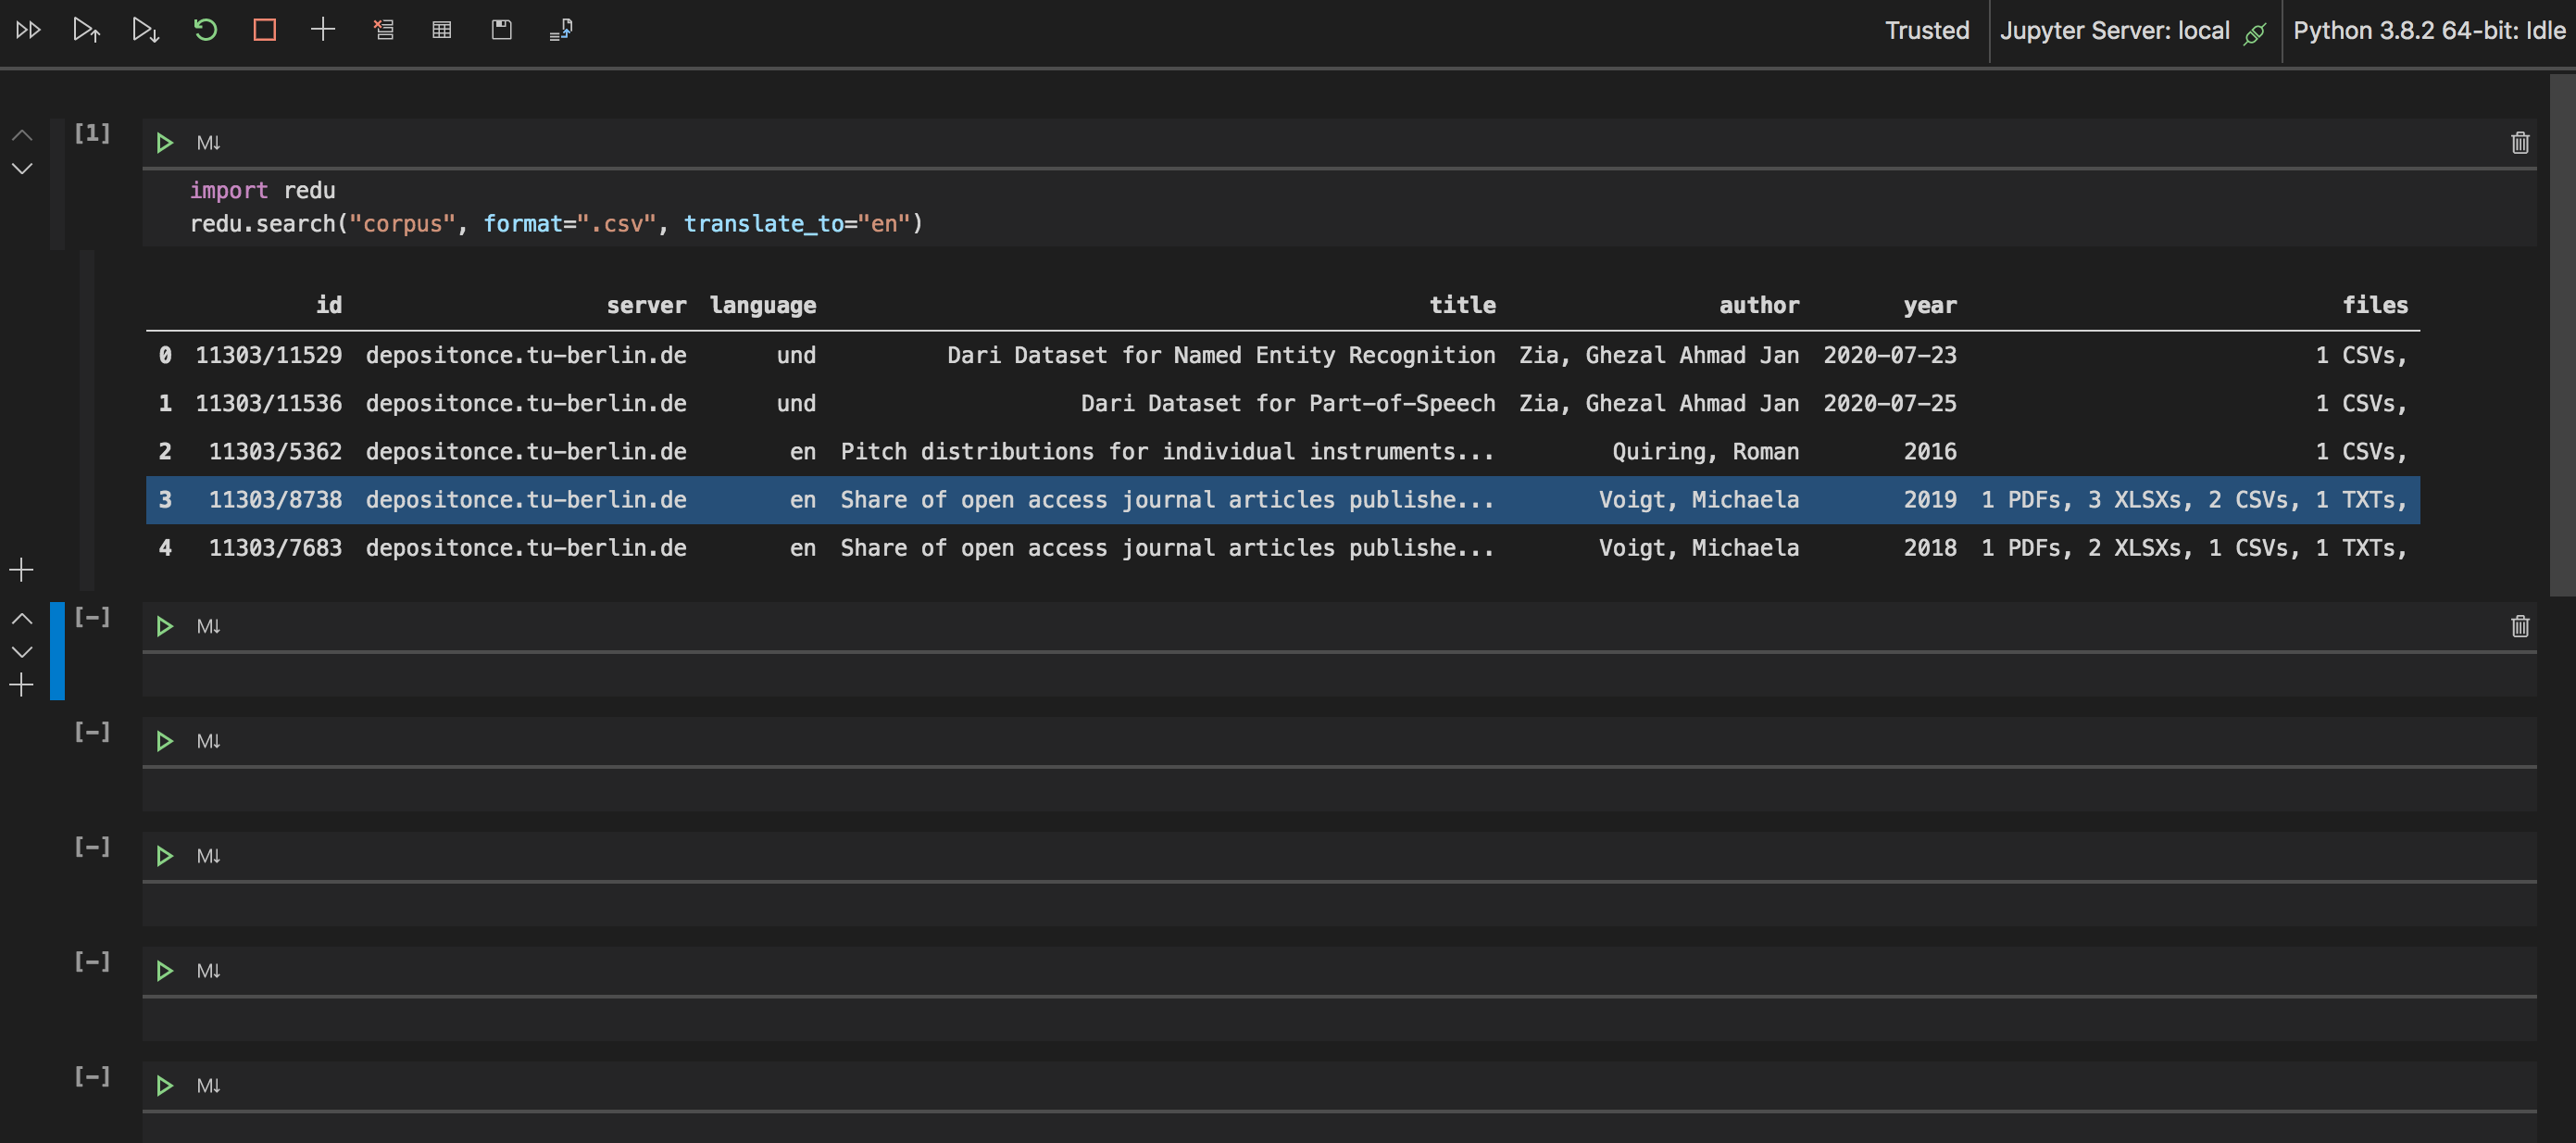 Trusted Jupyter Server: local Python 3.8.2 64-bit: Idle
[1] M↓
import redu
redu.search("corpus", format=".csv", translate_to="en")
id server language title author year files
0 11303/11529 depositonce.tu-berlin.de und Dari Dataset for Named Entity Recognition Zia, Ghezal Ahmad Jan 2020-07-23 1 CSVs,
1 11303/11536 depositonce.tu-berlin.de und Dari Dataset for Part-of-Speech Zia, Ghezal Ahmad Jan 2020-07-25 1 CSVs,
2 11303/5362 depositonce.tu-berlin.de en Pitch distributions for individual instruments... Quiring, Roman 2016 1 CSVs,
3 11303/8738 depositonce.tu-berlin.de en Share of open access journal articles publishe... Voigt, Michaela 2019 1 PDFs, 3 XLSXs, 2 CSVs, 1 TXTs,
4 11303/7683 depositonce.tu-berlin.de en Share of open access journal articles publishe... Voigt, Michaela 2018 1 PDFs, 2 XLSXs, 1 CSVs, 1 TXTs,
[-] M↓
[-] M↓
[-] M↓
[-] M↓
[-] M↓